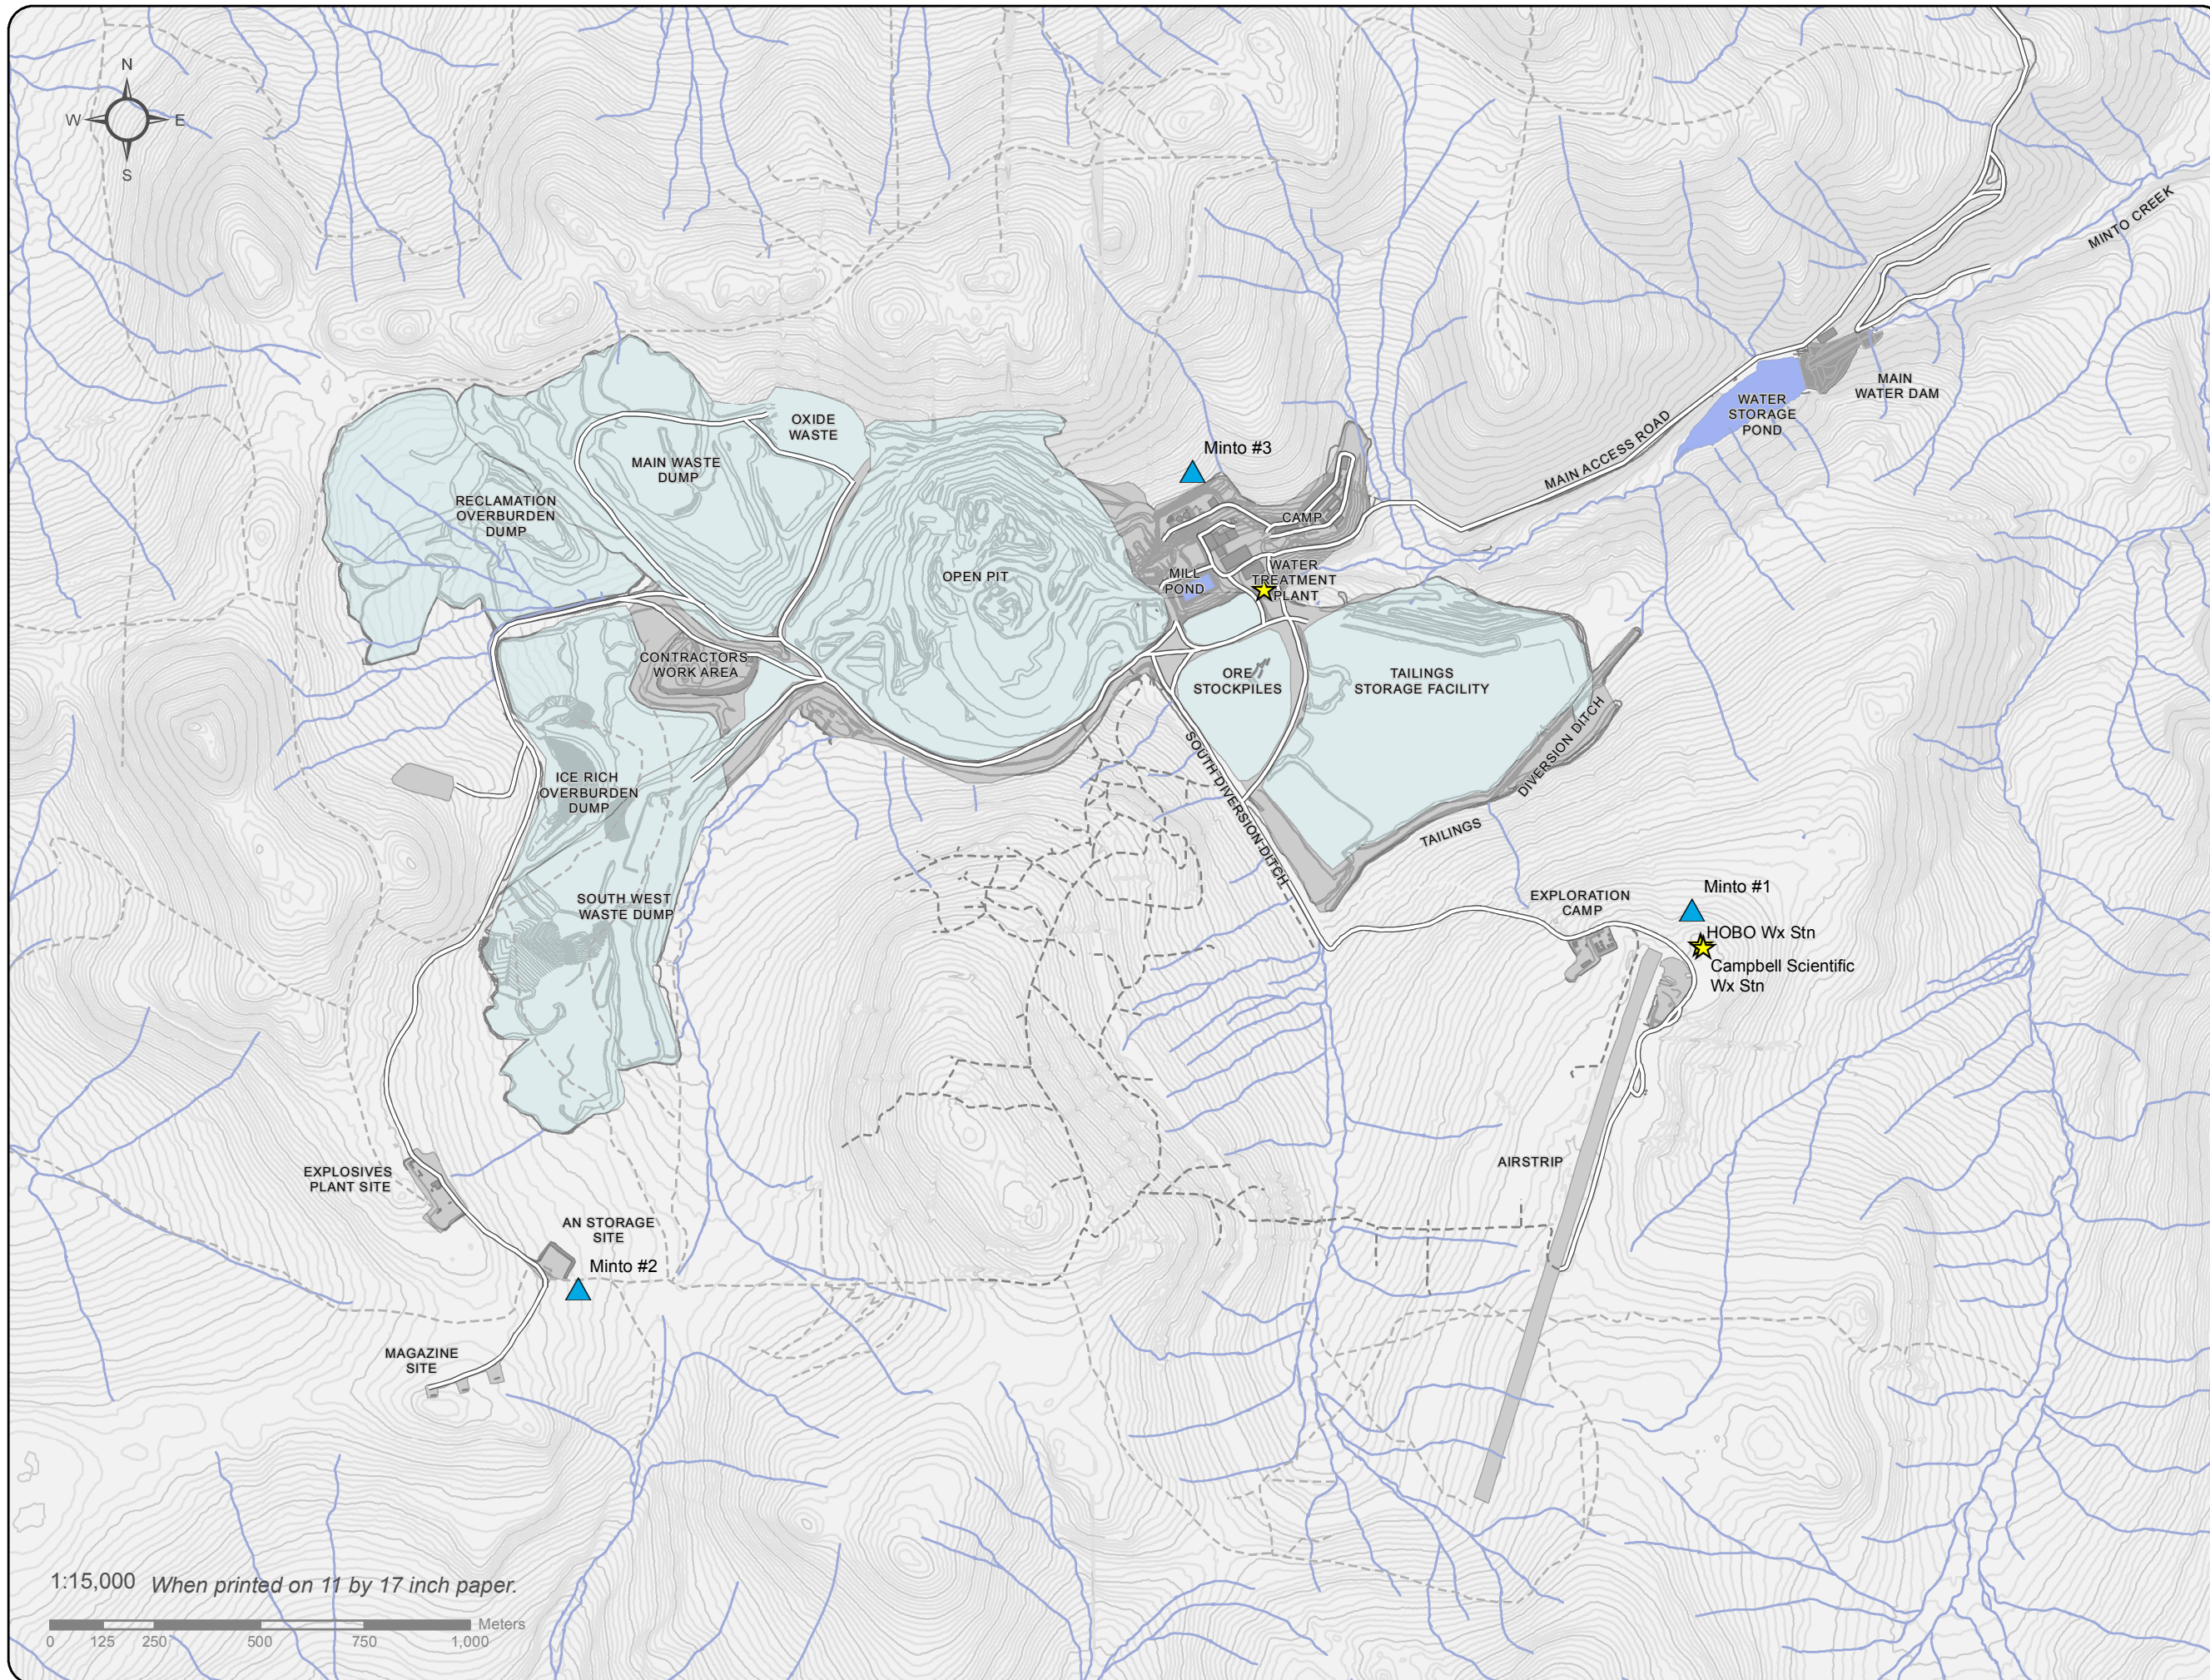 N
W E
S
MINTO CREEK
MAIN
WATER DAM
WATER
STORAGE
POND
MAIN ACCESS ROAD
OXIDE
WASTE
MAIN WASTE
DUMP
RECLAMATION
OVERBURDEN
DUMP
Minto #3
CAMP
OPEN PIT
MILL
POND
WATER
TREATMENT
PLANT
CONTRACTORS
WORK AREA
ORE
STOCKPILES
TAILINGS
STORAGE FACILITY
SOUTH DIVERSION DITCH
TAILINGS
DIVERSION DITCH
ICE RICH
OVERBURDEN
DUMP
SOUTH WEST
WASTE DUMP
EXPLORATION
CAMP
Minto #1
HOBO Wx Stn
Campbell Scientific
Wx Stn
AIRSTRIP
EXPLOSIVES
PLANT SITE
AN STORAGE
SITE
Minto #2
MAGAZINE
SITE
1:15,000 When printed on 11 by 17 inch paper.
Meters
0 125 250 500 750 1,000